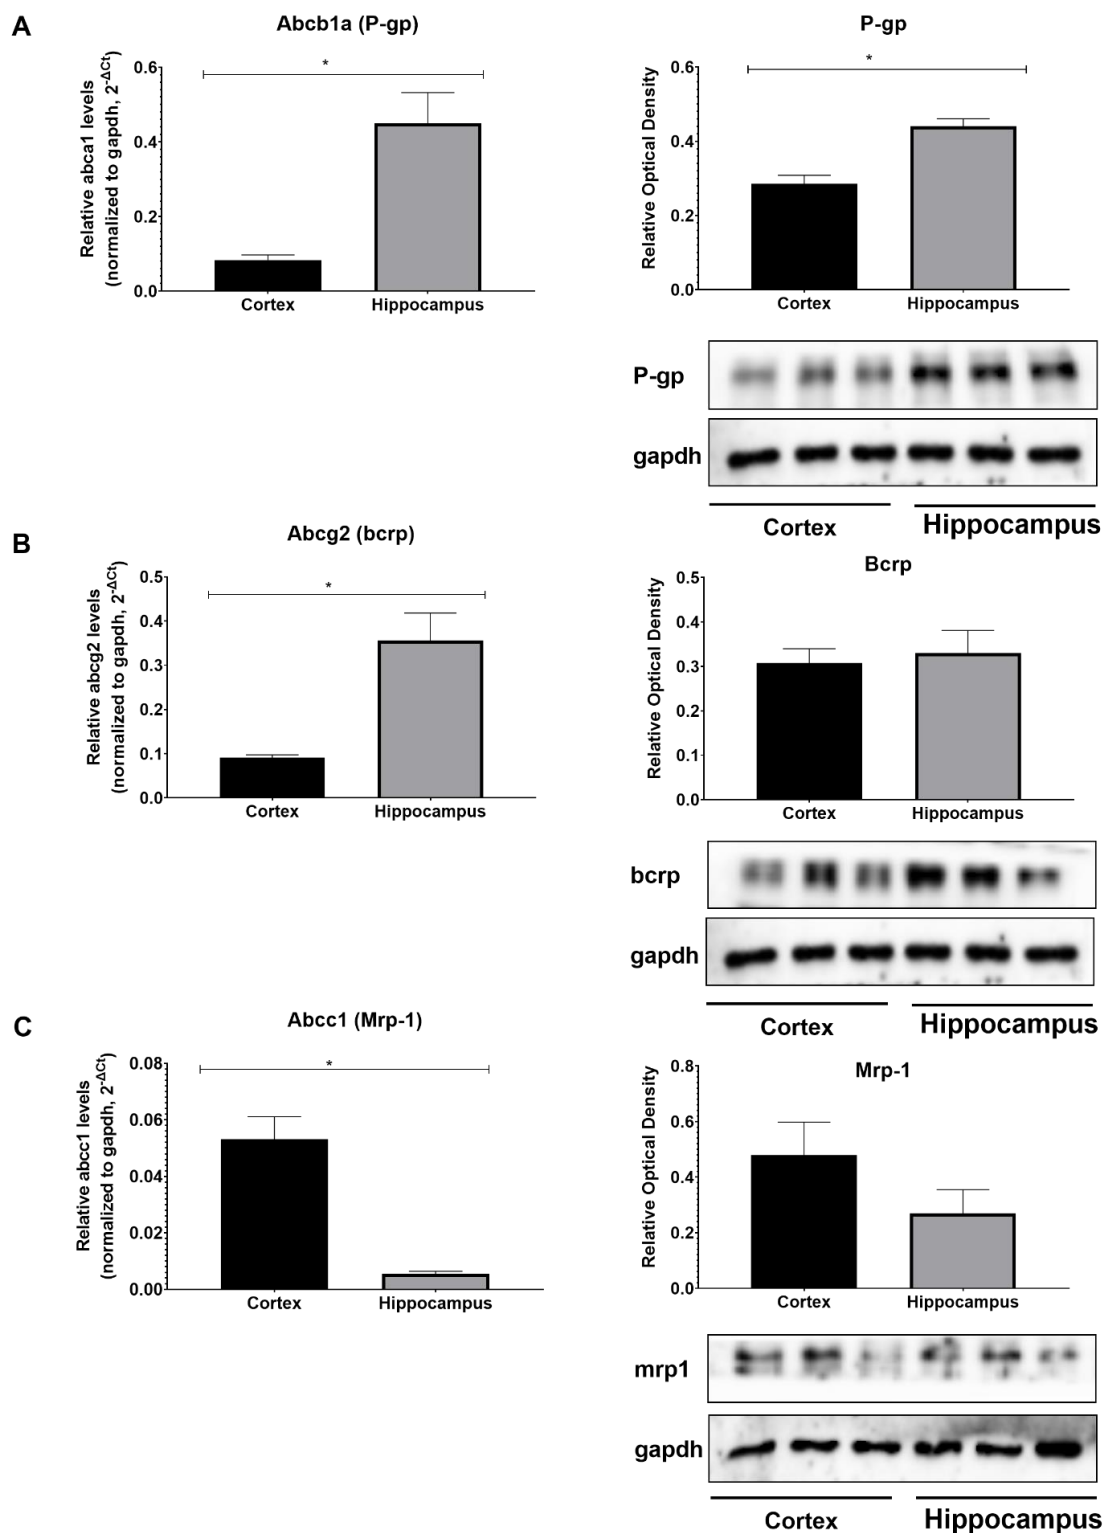 A
Abcb1a (P-gp)
Relative abca1 levels
(normalized to gapdh, 2-ΔCt)
0.6
0.4
0.2
0.0
*
Cortex Hippocampus
P-gp
Relative Optical Density
0.6
0.4
0.2
0.0
*
Cortex Hippocampus
P-gp
gapdh
Cortex Hippocampus
B
Abcg2 (bcrp)
Relative abcg2 levels
(normalized to gapdh, 2-ΔCt)
0.5
0.4
0.3
0.2
0.1
0.0
*
Cortex Hippocampus
Bcrp
Relative Optical Density
0.5
0.4
0.3
0.2
0.1
0.0
Cortex Hippocampus
bcrp
gapdh
Cortex Hippocampus
C
Abcc1 (Mrp-1)
Relative abcc1 levels
(normalized to gapdh, 2-ΔCt)
0.08
0.06
0.04
0.02
0.00
*
Cortex Hippocampus
Mrp-1
Relative Optical Density
0.8
0.6
0.4
0.2
0.0
Cortex Hippocampus
mrp1
gapdh
Cortex Hippocampus